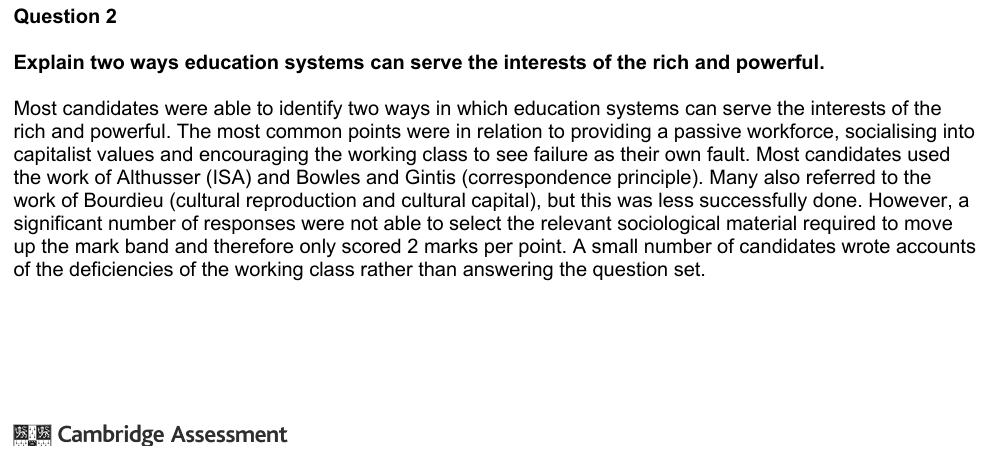 Question 2
Explain two ways education systems can serve the interests of the rich and powerful.
Most candidates were able to identify two ways in which education systems can serve the interests of the
rich and powerful. The most common points were in relation to providing a passive workforce, socialising into
capitalist values and encouraging the working class to see failure as their own fault. Most candidates used
the work of Althusser (ISA) and Bowles and Gintis (correspondence principle). Many also referred to the
work of Bourdieu (cultural reproduction and cultural capital), but this was less successfully done. However, a
significant number of responses were not able to select the relevant sociological material required to move
up the mark band and therefore only scored 2 marks per point. A small number of candidates wrote accounts
of the deficiencies of the working class rather than answering the question set.
Cambridge Assessment